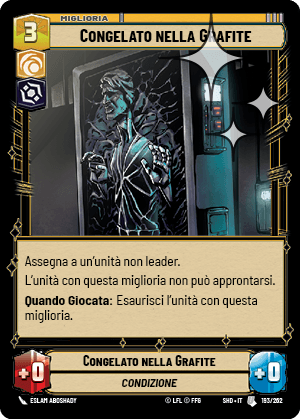 3
MIGLIORIA
CONGELATO NELLA GRAFITE
Assegna a un'unità non leader.
L'unità con questa miglioria non può approntarsi.
Quando Giocata: Esaurisci l'unità con questa
miglioria.
+0
CONGELATO NELLA GRAFITE
CONDIZIONE
+0
ESLAM ABOSHADY
© LFL © FFG
SHD • IT
193/262